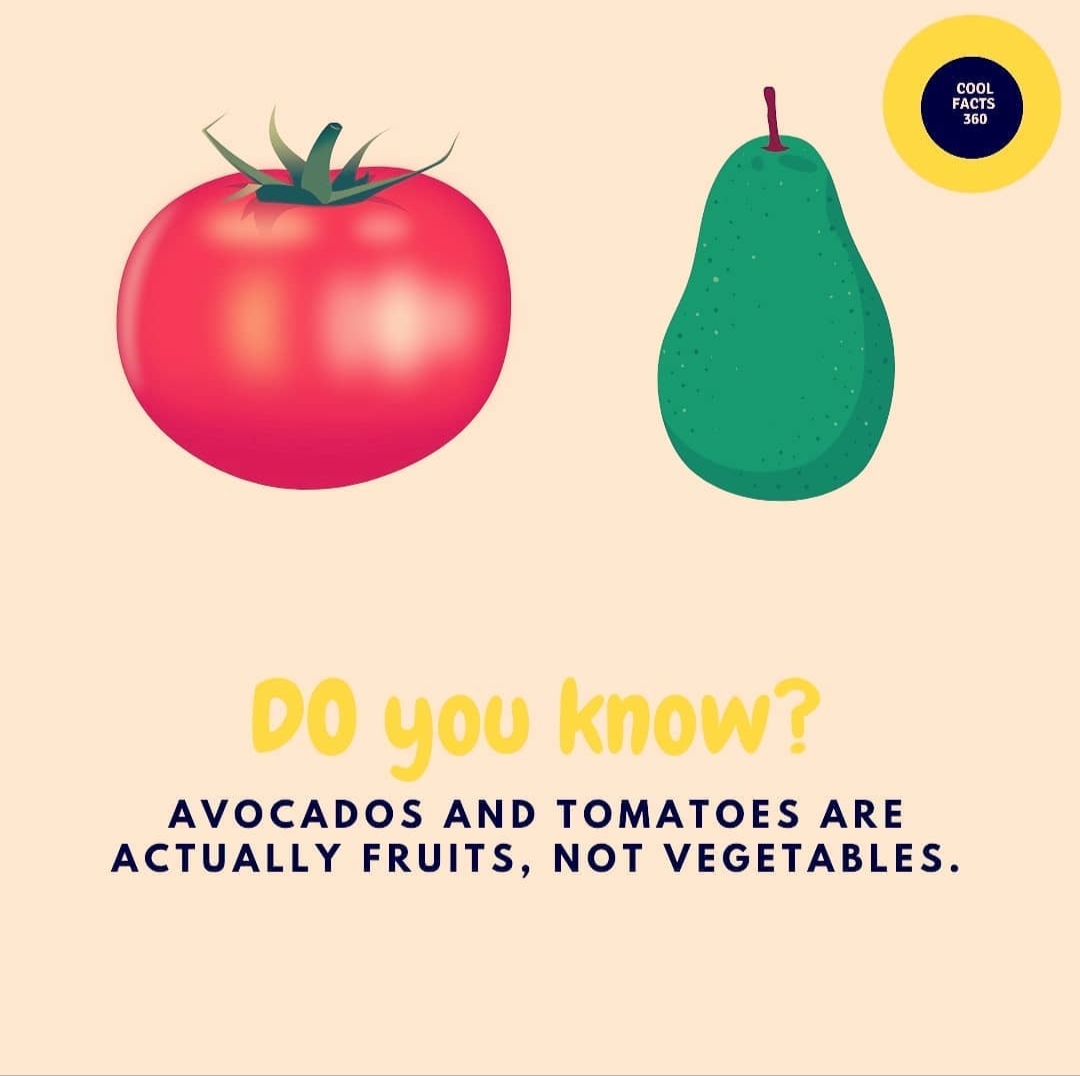 COOL
FACTS
360
DO you know?
AVOCADOS AND TOMATOES ARE
ACTUALLY FRUITS, NOT VEGETABLES.